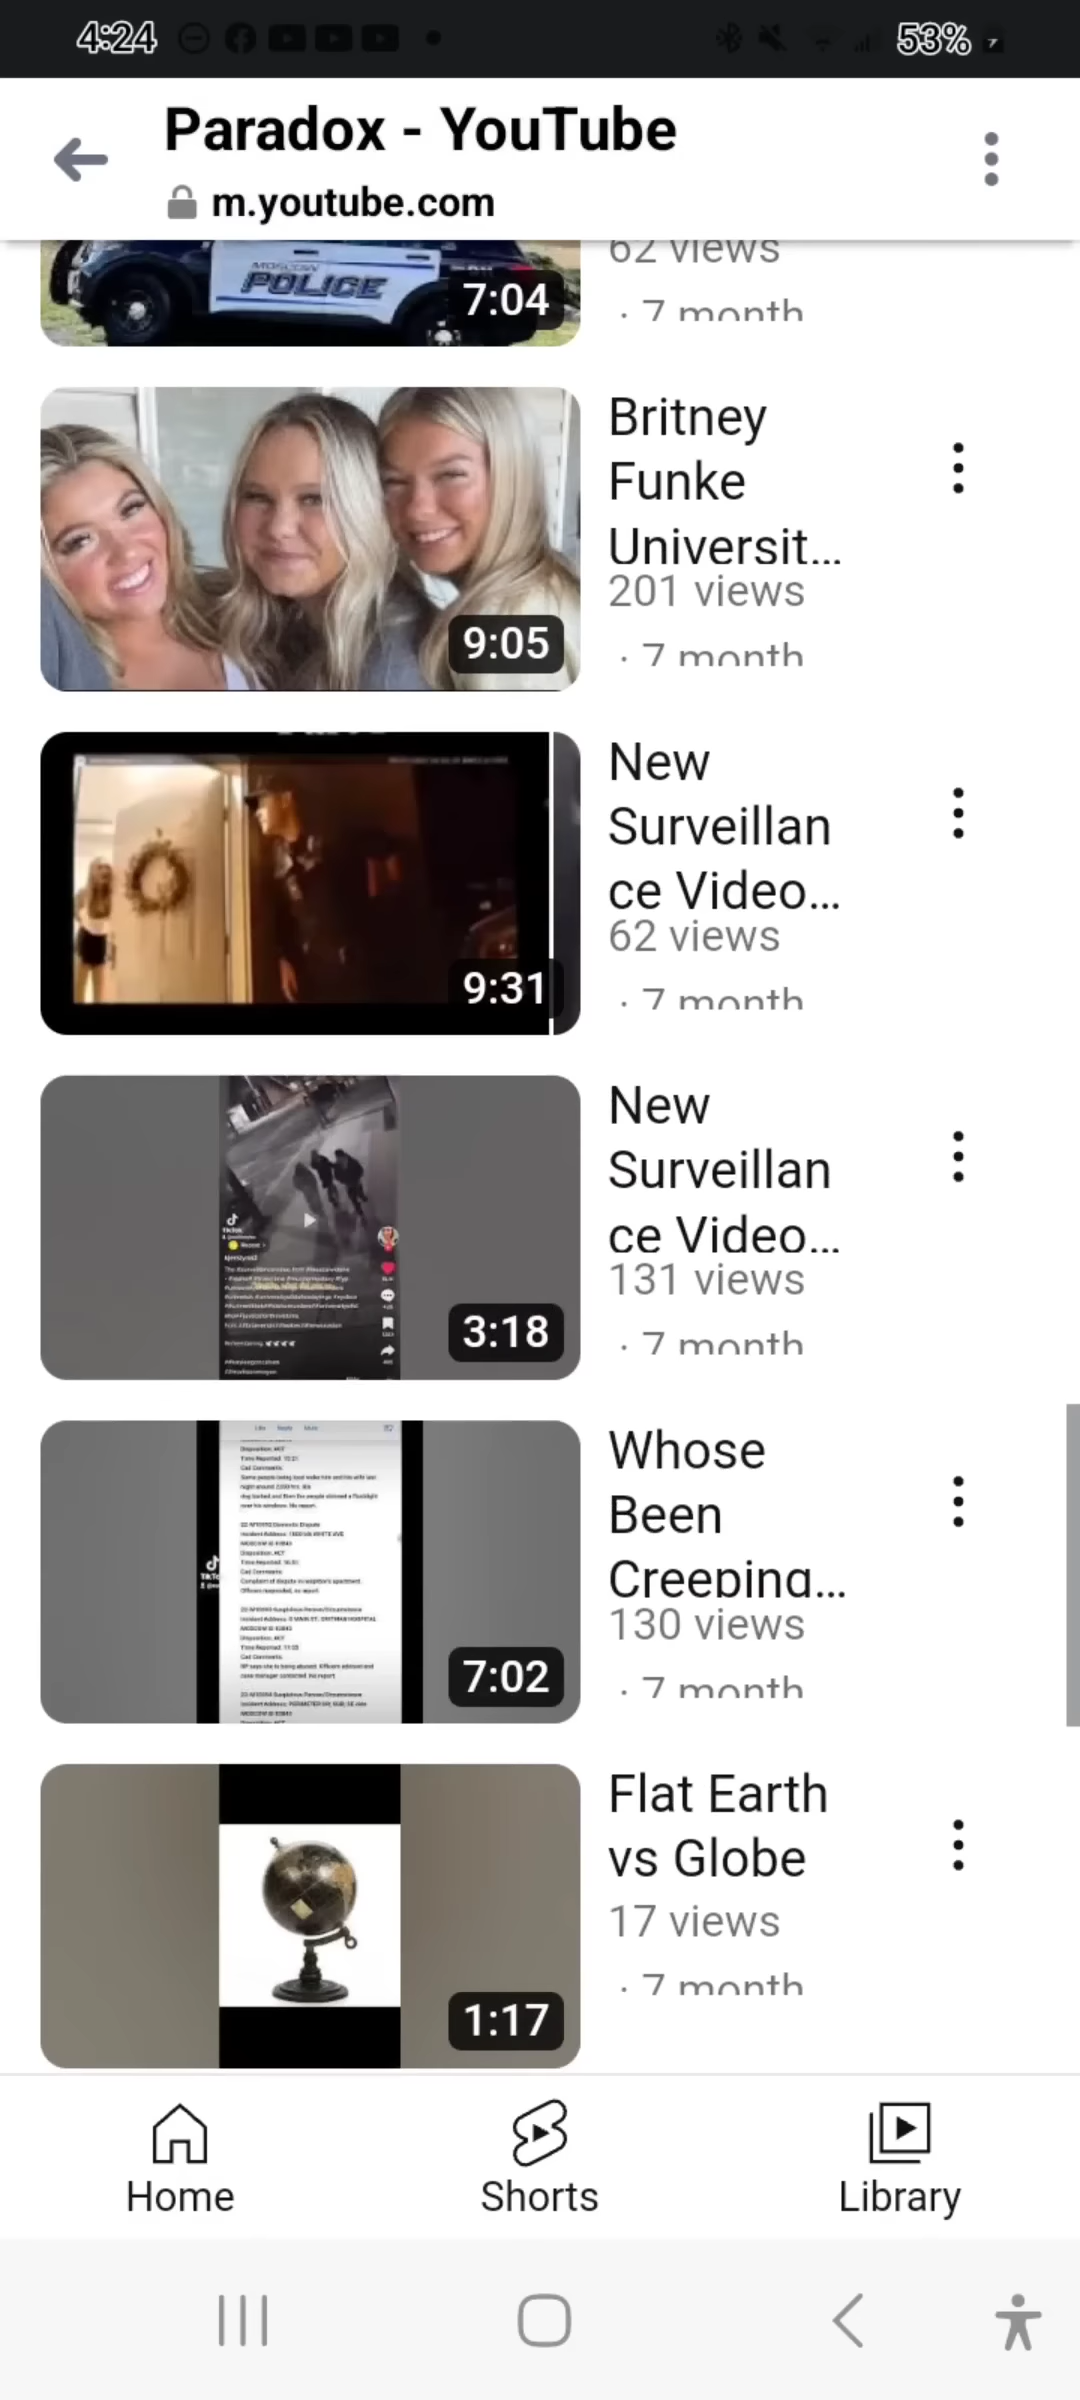 4:24
53%
Paradox - YouTube
m.youtube.com
MOSCOW
POLICE
7:04
62 views
· 7 month
Britney
Funke
Universit...
201 views
· 7 month
9:05
New
Surveillan
ce Video...
62 views
· 7 month
9:31
New
Surveillan
ce Video...
131 views
· 7 month
3:18
Whose
Been
Creeping...
130 views
· 7 month
7:02
Flat Earth
vs Globe
17 views
· 7 month
1:17
Home
Shorts
Library